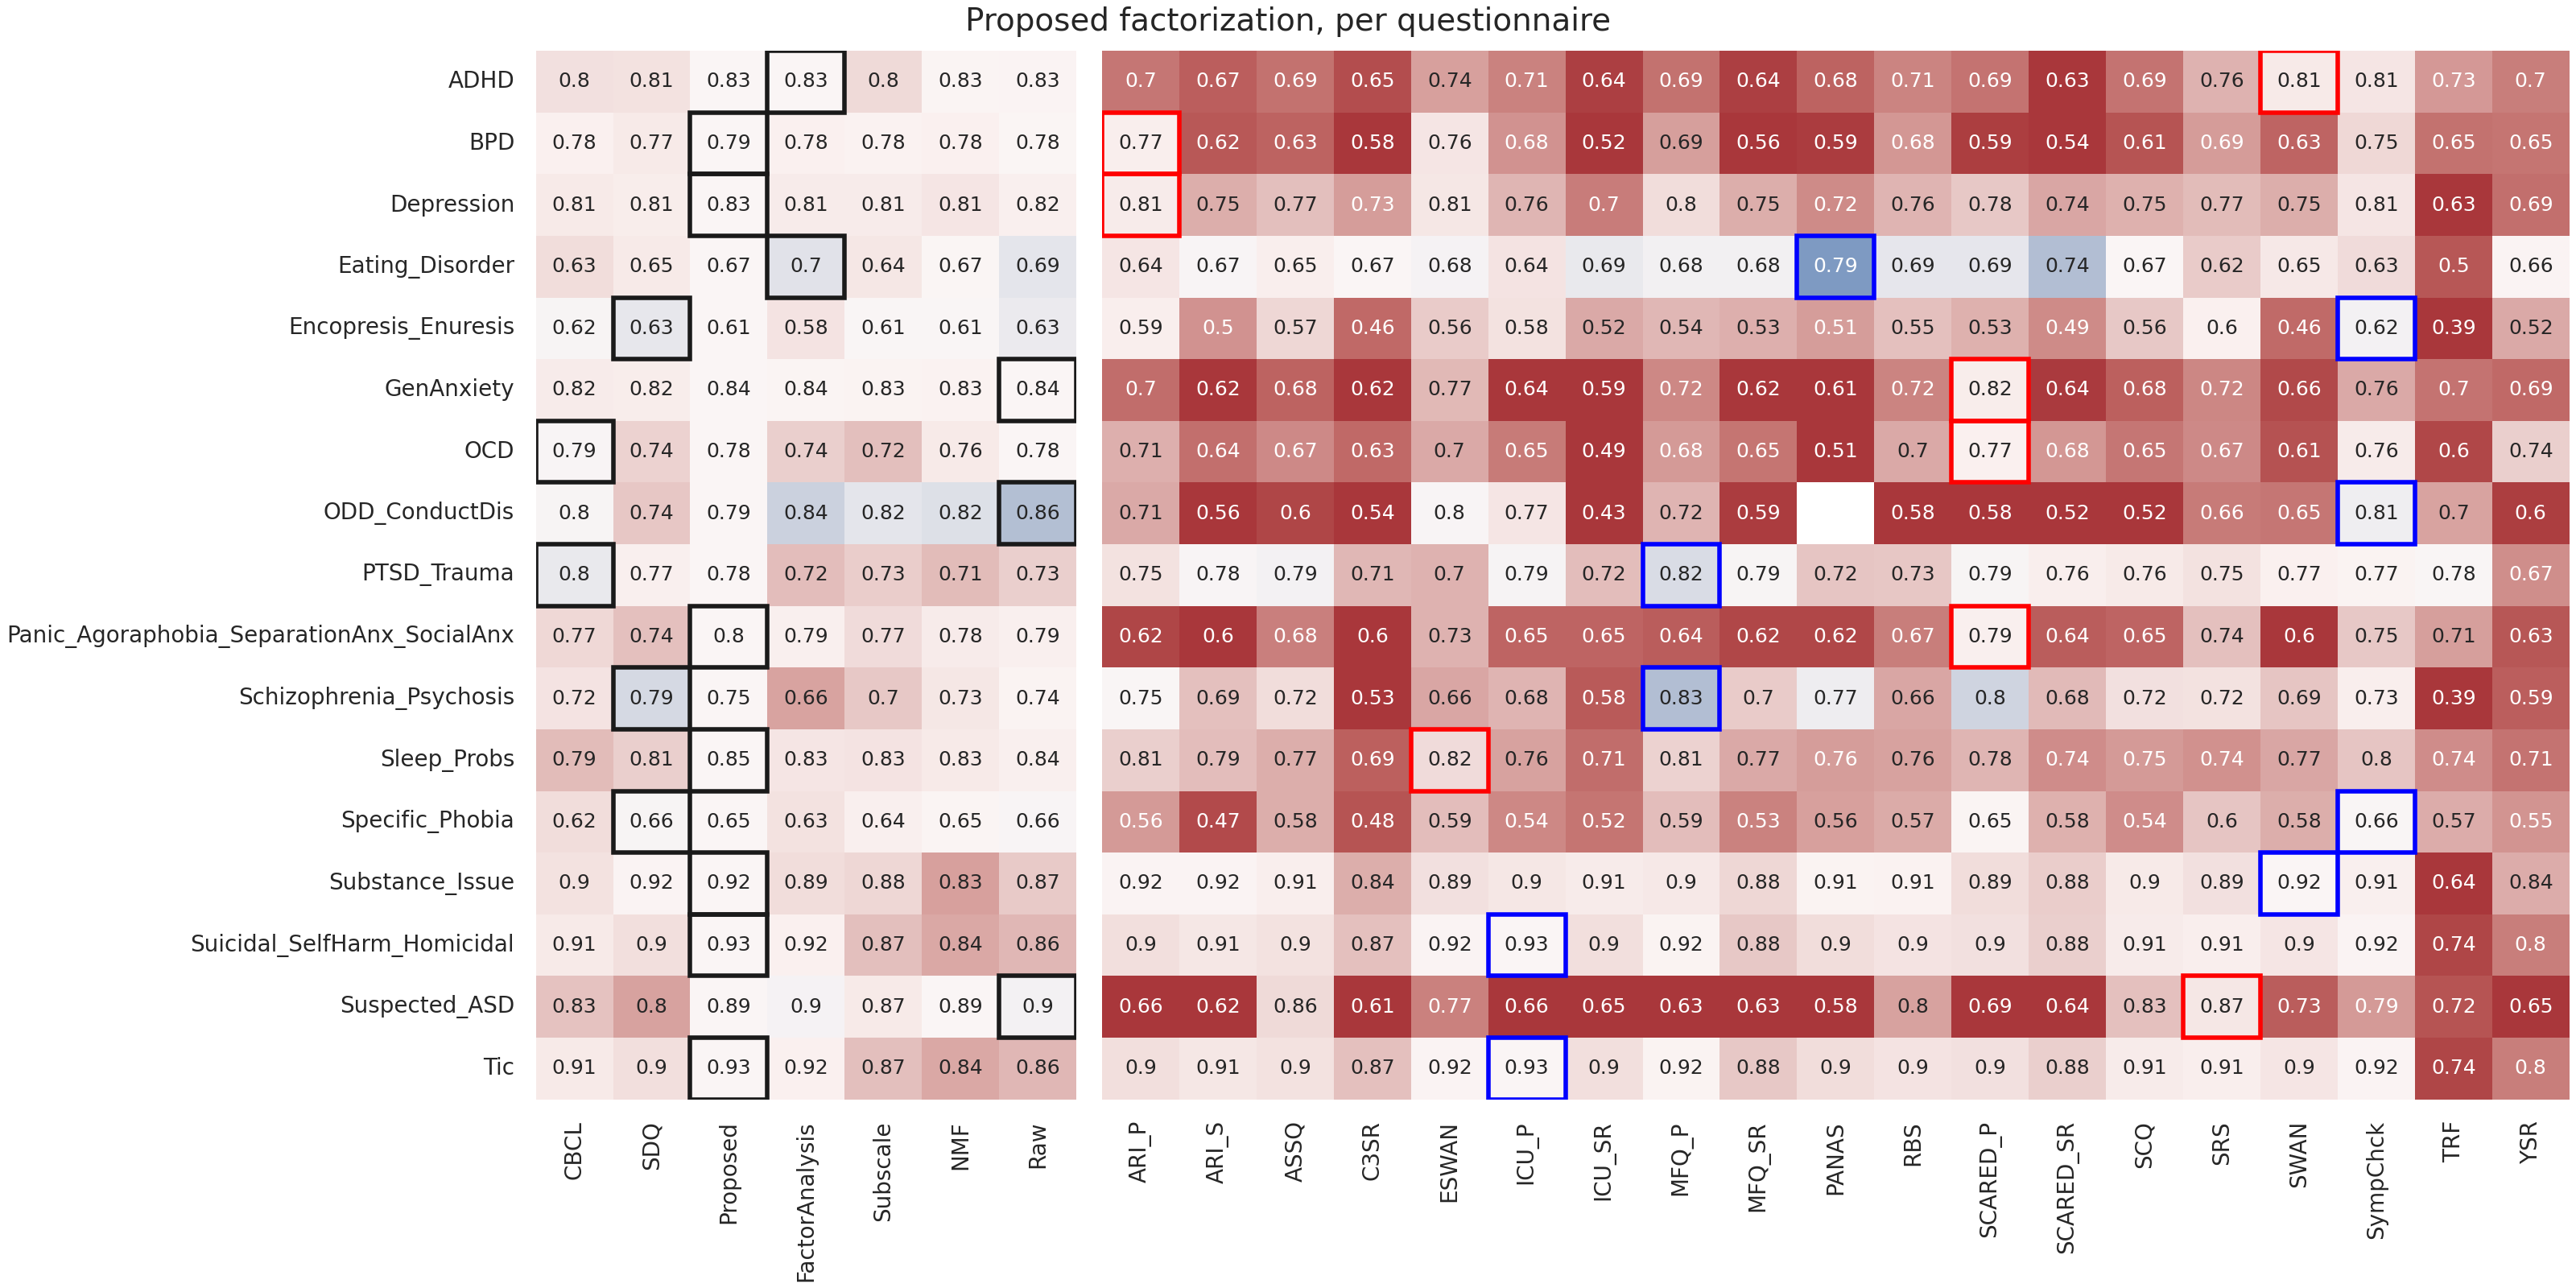 Proposed factorization, per questionnaire
ADHD 0.8 0.81 0.83 0.83 0.8 0.83 0.83 0.7 0.67 0.69 0.65 0.74 0.71 0.64 0.69 0.64 0.68 0.71 0.69 0.63 0.69 0.76 0.81 0.81 0.73 0.7
BPD 0.78 0.77 0.79 0.78 0.78 0.78 0.78 0.77 0.62 0.63 0.58 0.76 0.68 0.52 0.69 0.56 0.59 0.68 0.59 0.54 0.61 0.69 0.63 0.75 0.65 0.65
Depression 0.81 0.81 0.83 0.81 0.81 0.81 0.82 0.81 0.75 0.77 0.73 0.81 0.76 0.7 0.8 0.75 0.72 0.76 0.78 0.74 0.75 0.77 0.75 0.81 0.63 0.69
Eating_Disorder 0.63 0.65 0.67 0.7 0.64 0.67 0.69 0.64 0.67 0.65 0.67 0.68 0.64 0.69 0.68 0.68 0.79 0.69 0.69 0.74 0.67 0.62 0.65 0.63 0.5 0.66
Encopresis_Enuresis 0.62 0.63 0.61 0.58 0.61 0.61 0.63 0.59 0.5 0.57 0.46 0.56 0.58 0.52 0.54 0.53 0.51 0.55 0.53 0.49 0.56 0.6 0.46 0.62 0.39 0.52
GenAnxiety 0.82 0.82 0.84 0.84 0.83 0.83 0.84 0.7 0.62 0.68 0.62 0.77 0.64 0.59 0.72 0.62 0.61 0.72 0.82 0.64 0.68 0.72 0.66 0.76 0.7 0.69
OCD 0.79 0.74 0.78 0.74 0.72 0.76 0.78 0.71 0.64 0.67 0.63 0.7 0.65 0.49 0.68 0.65 0.51 0.7 0.77 0.68 0.65 0.67 0.61 0.76 0.6 0.74
ODD_ConductDis 0.8 0.74 0.79 0.84 0.82 0.82 0.86 0.71 0.56 0.6 0.54 0.8 0.77 0.43 0.72 0.59 0.58 0.58 0.52 0.52 0.66 0.65 0.81 0.7 0.6
PTSD_Trauma 0.8 0.77 0.78 0.72 0.73 0.71 0.73 0.75 0.78 0.79 0.71 0.7 0.79 0.72 0.82 0.79 0.72 0.73 0.79 0.76 0.76 0.75 0.77 0.77 0.78 0.67
Panic_Agoraphobia_SeparationAnx_SocialAnx 0.77 0.74 0.8 0.79 0.77 0.78 0.79 0.62 0.6 0.68 0.6 0.73 0.65 0.65 0.64 0.62 0.62 0.67 0.79 0.64 0.65 0.74 0.6 0.75 0.71 0.63
Schizophrenia_Psychosis 0.72 0.79 0.75 0.66 0.7 0.73 0.74 0.75 0.69 0.72 0.53 0.66 0.68 0.58 0.83 0.7 0.77 0.66 0.8 0.68 0.72 0.72 0.69 0.73 0.39 0.59
Sleep_Probs 0.79 0.81 0.85 0.83 0.83 0.83 0.84 0.81 0.79 0.77 0.69 0.82 0.76 0.71 0.81 0.77 0.76 0.76 0.78 0.74 0.75 0.74 0.77 0.8 0.74 0.71
Specific_Phobia 0.62 0.66 0.65 0.63 0.64 0.65 0.66 0.56 0.47 0.58 0.48 0.59 0.54 0.52 0.59 0.53 0.56 0.57 0.65 0.58 0.54 0.6 0.58 0.66 0.57 0.55
Substance_Issue 0.9 0.92 0.92 0.89 0.88 0.83 0.87 0.92 0.92 0.91 0.84 0.89 0.9 0.91 0.9 0.88 0.91 0.91 0.89 0.88 0.9 0.89 0.92 0.91 0.64 0.84
Suicidal_SelfHarm_Homicidal 0.91 0.9 0.93 0.92 0.87 0.84 0.86 0.9 0.91 0.9 0.87 0.92 0.93 0.9 0.92 0.88 0.9 0.9 0.9 0.88 0.91 0.91 0.9 0.92 0.74 0.8
Suspected_ASD 0.83 0.8 0.89 0.9 0.87 0.89 0.9 0.66 0.62 0.86 0.61 0.77 0.66 0.65 0.63 0.63 0.58 0.8 0.69 0.64 0.83 0.87 0.73 0.79 0.72 0.65
Tic 0.91 0.9 0.93 0.92 0.87 0.84 0.86 0.9 0.91 0.9 0.87 0.92 0.93 0.9 0.92 0.88 0.9 0.9 0.9 0.88 0.91 0.91 0.9 0.92 0.74 0.8
CBCL SDQ Proposed FactorAnalysis Subscale NMF Raw ARI_P ARI_S ASSQ C3SR ESWAN ICU_P ICU_SR MFQ_P MFQ_SR PANAS RBS SCARED_P SCARED_SR SCQ SRS SWAN SympChck TRF YSR